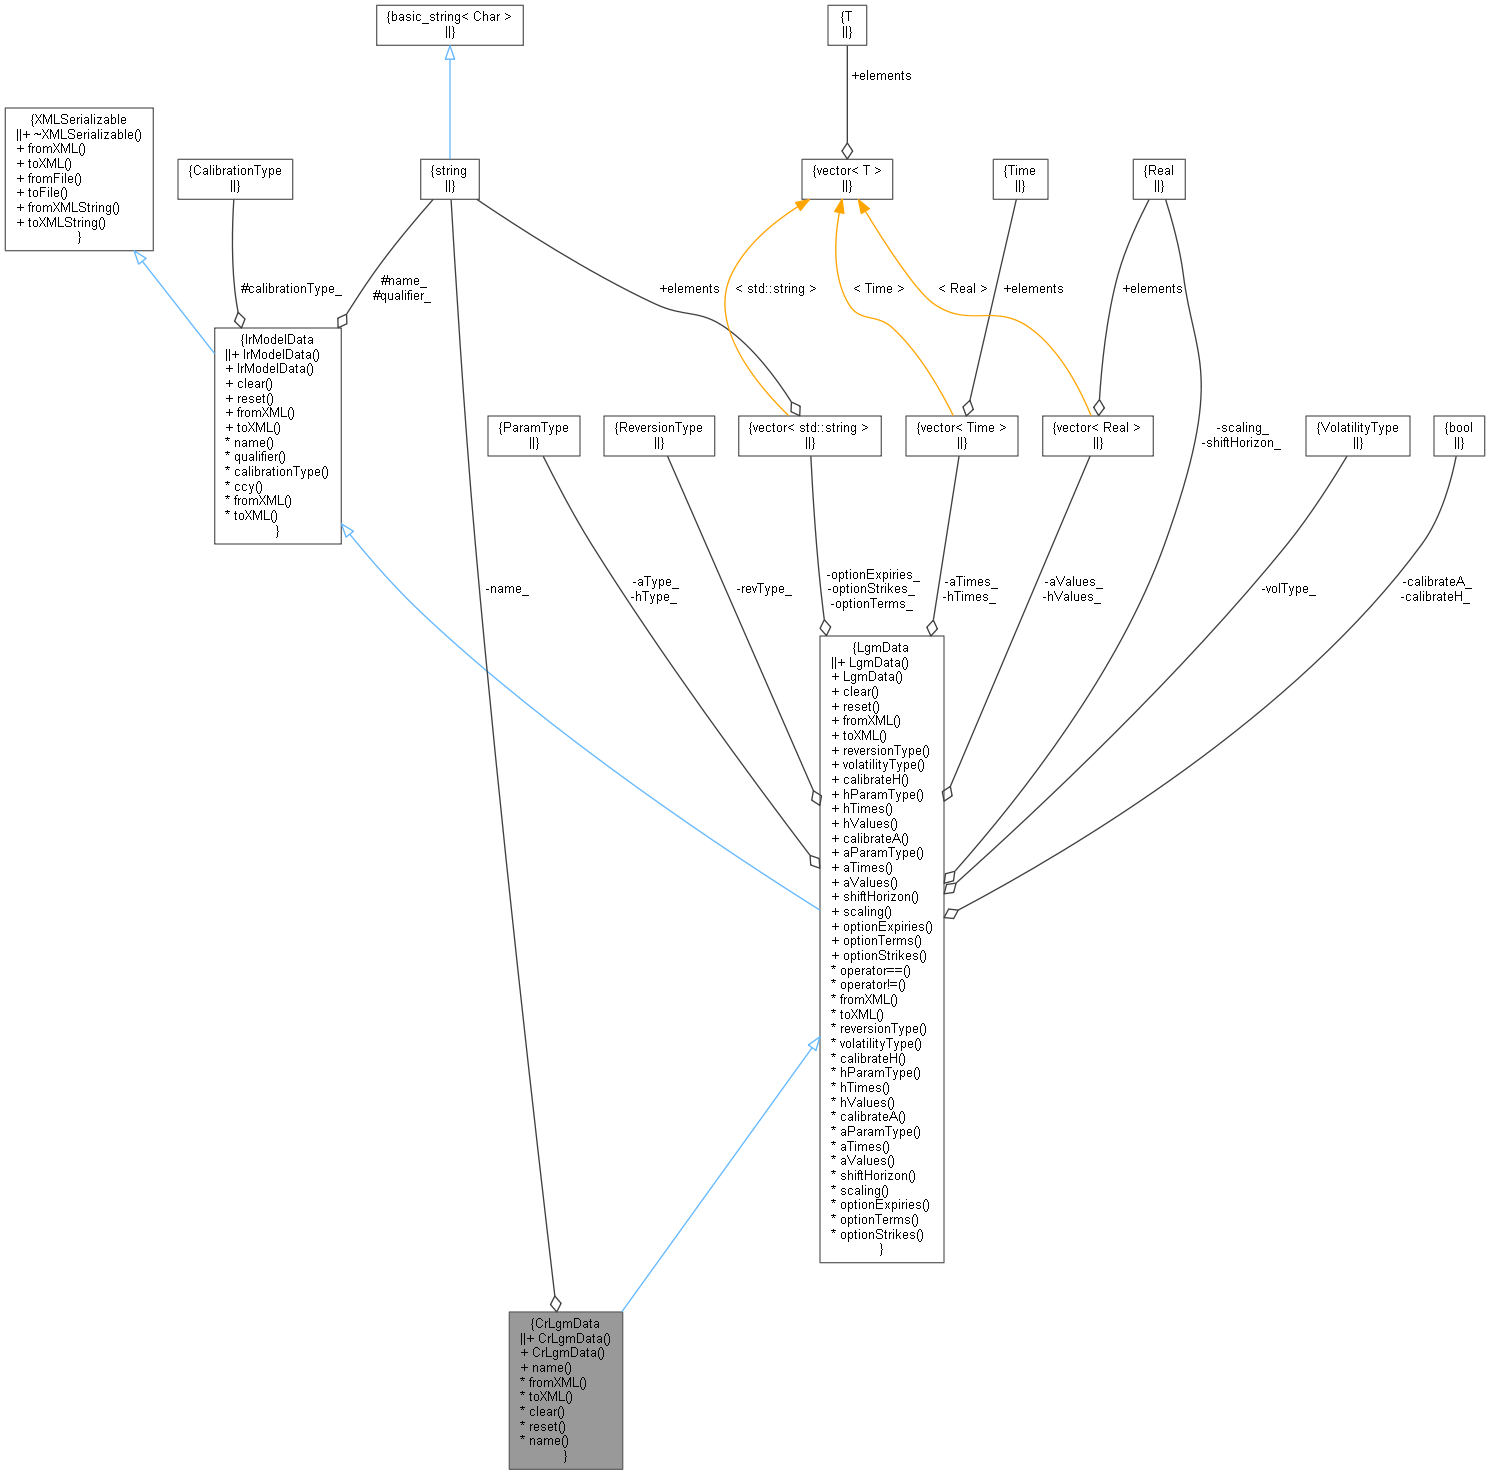 {basic_string< Char >
||}
{T
||}
+elements
{XMLSerializable
||+ ~XMLSerializable()
+ fromXML()
+ toXML()
+ fromFile()
+ toFile()
+ fromXMLString()
+ toXMLString()
}
{CalibrationType
||}
{string
||}
{vector< T >
||}
{Time
||}
{Real
||}
#calibrationType_
#name_
#qualifier_
+elements
< std::string >
< Time >
< Real >
+elements
+elements
{IrModelData
||+ IrModelData()
+ IrModelData()
+ clear()
+ reset()
+ fromXML()
+ toXML()
* name()
* qualifier()
* calibrationType()
* ccy()
* fromXML()
* toXML()
}
{ParamType
||}
{ReversionType
||}
{vector< std::string >
||}
{vector< Time >
||}
{vector< Real >
||}
-scaling_
-shiftHorizon_
{VolatilityType
||}
{bool
||}
-name_
-aType_
-hType_
-revType_
-optionExpiries_
-optionStrikes_
-optionTerms_
-aTimes_
-hTimes_
-aValues_
-hValues_
-volType_
-calibrateA_
-calibrateH_
{LgmData
||+ LgmData()
+ LgmData()
+ clear()
+ reset()
+ fromXML()
+ toXML()
+ reversionType()
+ volatilityType()
+ calibrateH()
+ hParamType()
+ hTimes()
+ hValues()
+ calibrateA()
+ aParamType()
+ aTimes()
+ aValues()
+ shiftHorizon()
+ scaling()
+ optionExpiries()
+ optionTerms()
+ optionStrikes()
* operator==()
* operator!=()
* fromXML()
* toXML()
* reversionType()
* volatilityType()
* calibrateH()
* hParamType()
* hTimes()
* hValues()
* calibrateA()
* aParamType()
* aTimes()
* aValues()
* shiftHorizon()
* scaling()
* optionExpiries()
* optionTerms()
* optionStrikes()
}
{CrLgmData
||+ CrLgmData()
+ CrLgmData()
+ name()
* fromXML()
* toXML()
* clear()
* reset()
* name()
}